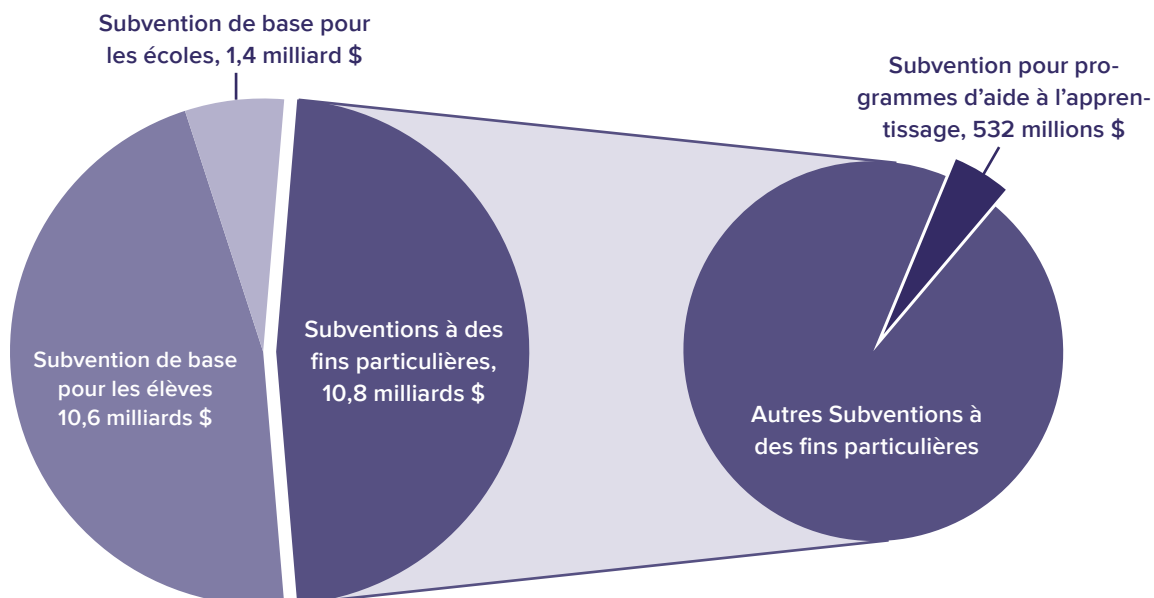 Subvention de base pour
les écoles, 1,4 milliard $
Subvention pour pro-
grammes d’aide à l’appren-
tissage, 532 millions $
Subventions à des
fins particulières,
10,8 milliards $
Subvention de base
pour les élèves
10,6 milliards $
Autres Subventions à
des fins particulières